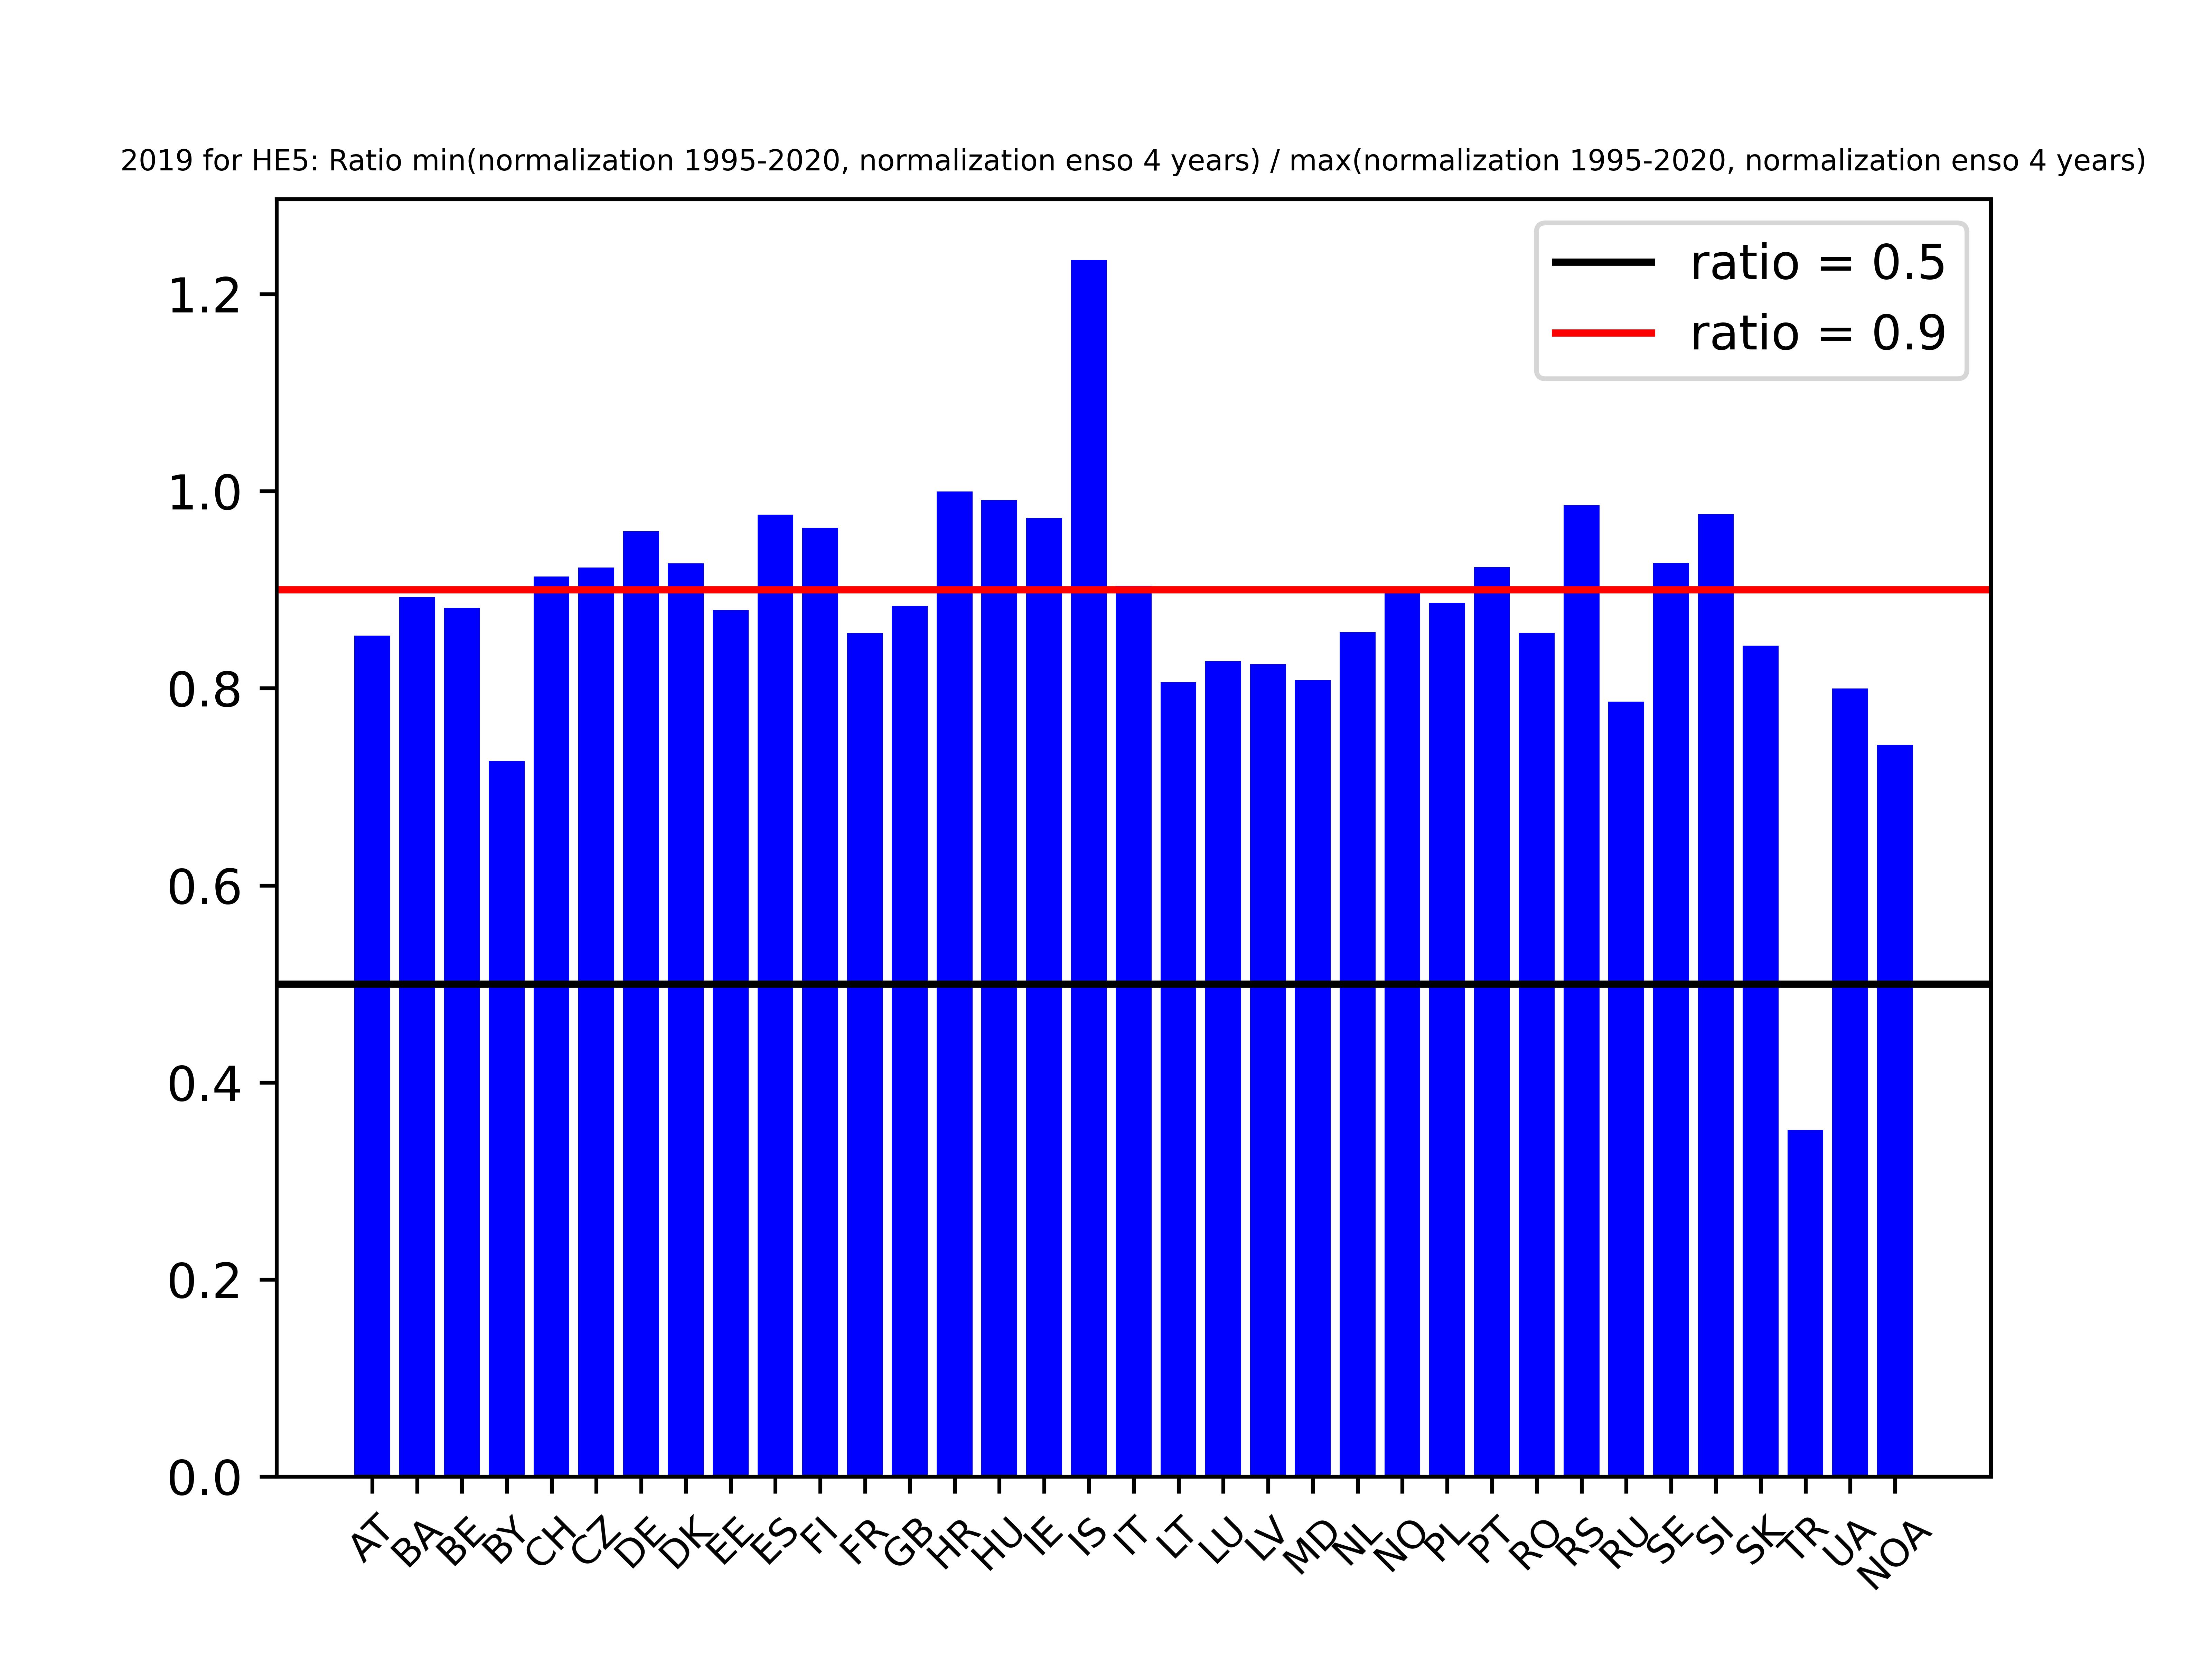 2019 for HE5: Ratio min(normalization 1995-2020, normalization enso 4 years) / max(normalization 1995-2020, normalization enso 4 years)
ratio = 0.5
ratio = 0.9
1.2
1.0
0.8
0.6
0.4
0.2
0.0
AT BA BE BY CH CZ DE DK EE ES FI FR GB HR HU IE IS IT LT LU LV MD NL NO PL PT RO RS RU SE SI SK TR UA NOA